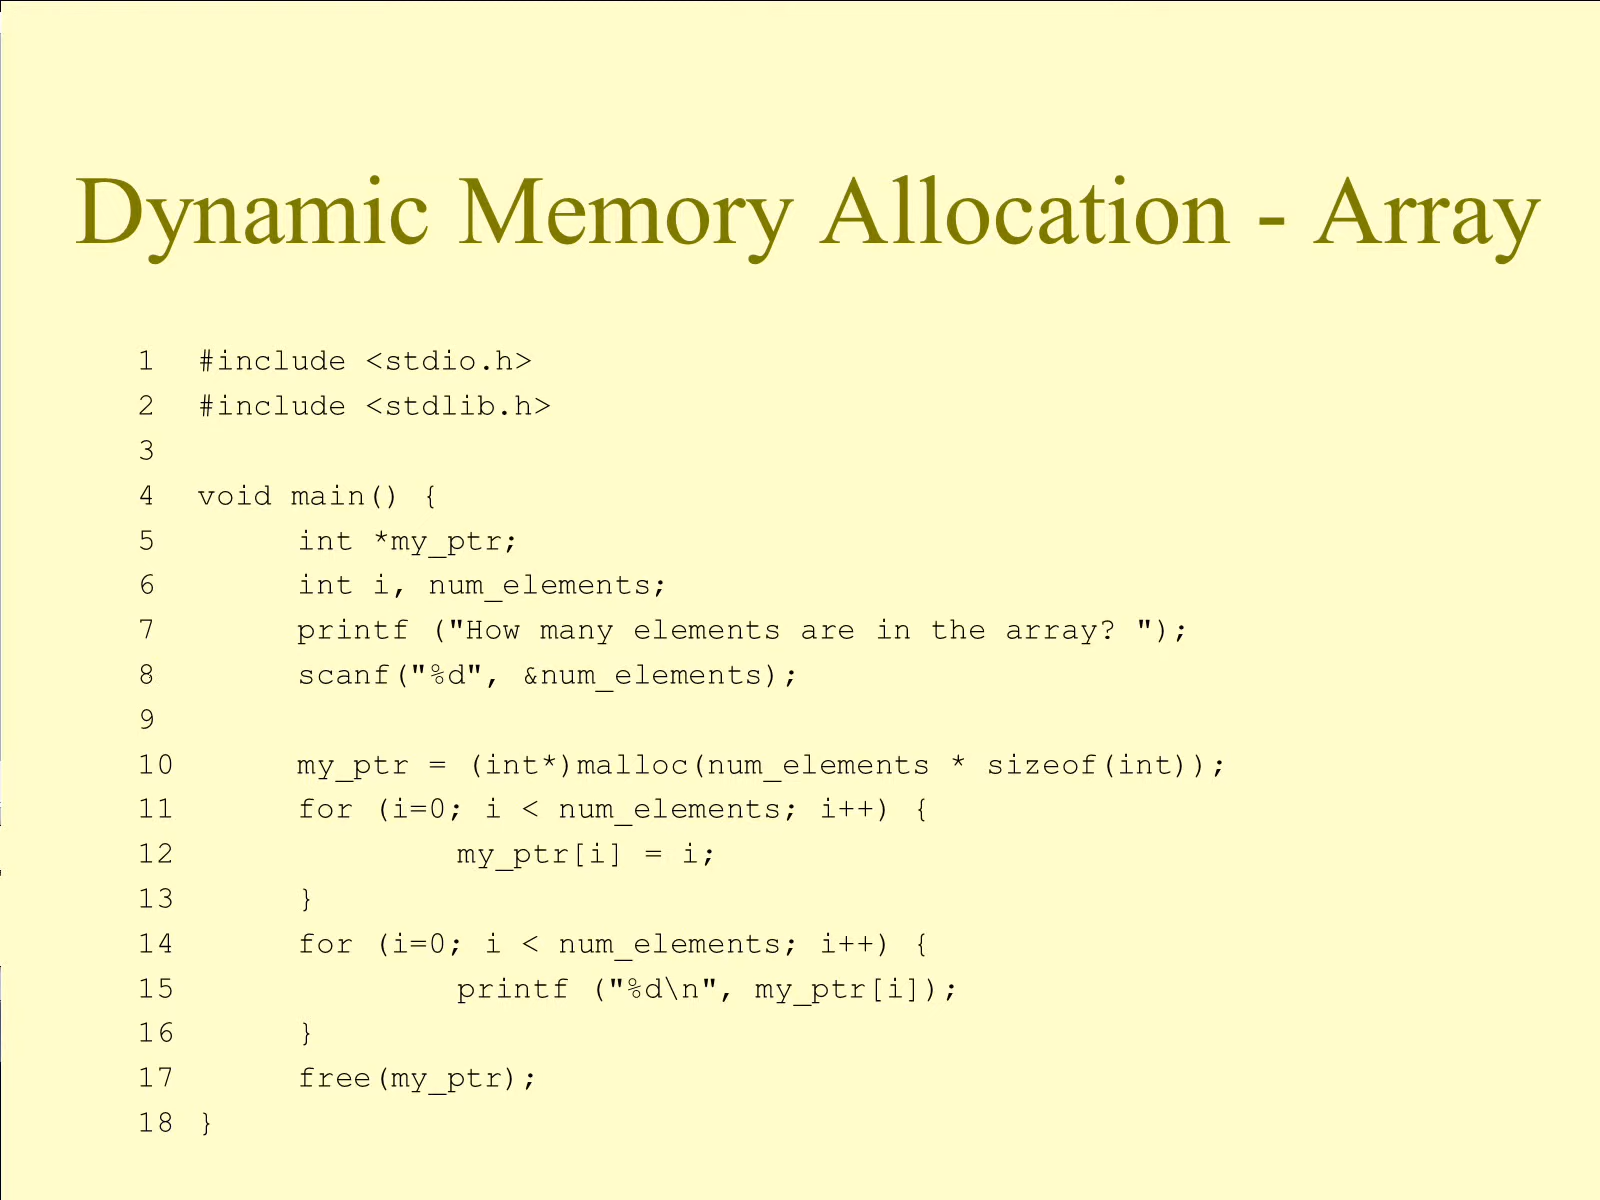 Dynamic Memory Allocation - Array
1 #include <stdio.h>
2 #include <stdlib.h>
3
4 void main() {
5 int *my_ptr;
6 int i, num_elements;
7 printf ("How many elements are in the array? ");
8 scanf("%d", &num_elements);
9
10 my_ptr = (int*)malloc(num_elements * sizeof(int));
11 for (i=0; i < num_elements; i++) {
12 my_ptr[i] = i;
13 }
14 for (i=0; i < num_elements; i++) {
15 printf ("%d\n", my_ptr[i]);
16 }
17 free(my_ptr);
18 }